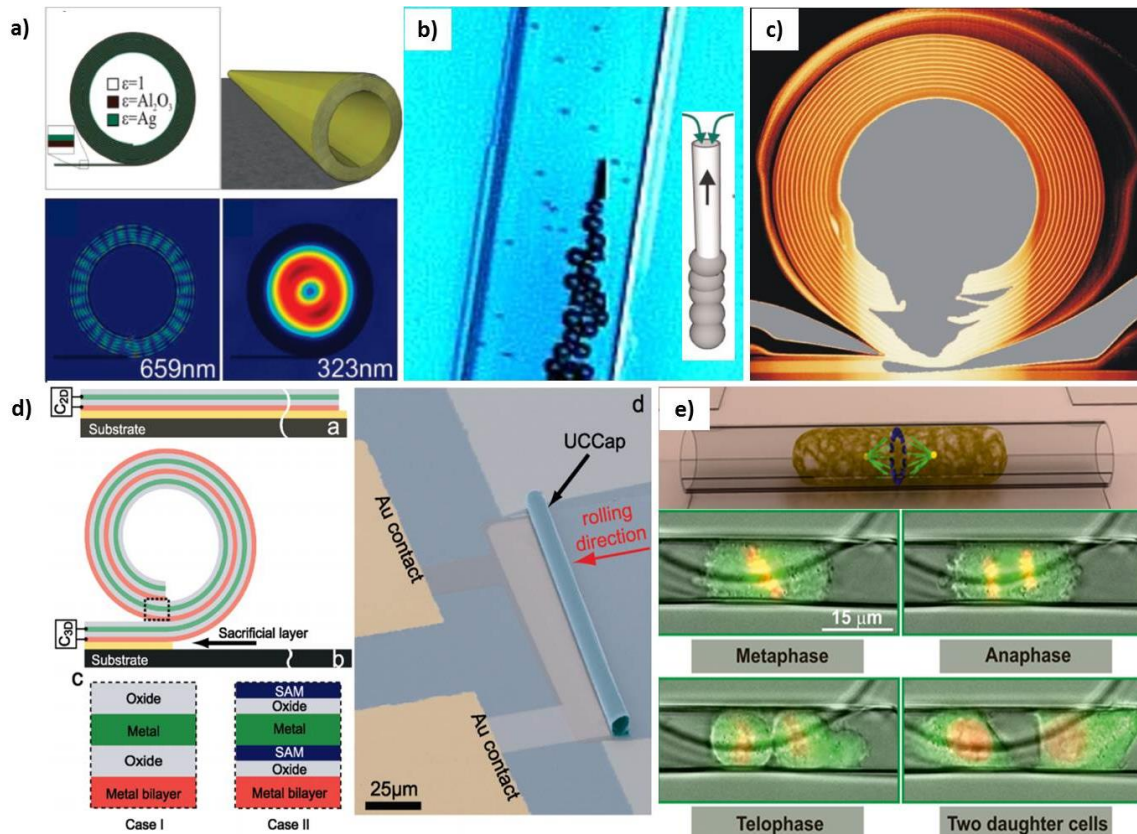 a)
ε=1
ε=Al₂O₃
ε=Ag
659nm
323nm
b)
c)
d)
C2D
Substrate
a
C3D
Sacrificial layer
Substrate
b
C
Oxide
Metal
Oxide
Metal bilayer
Case I
SAM
Oxide
Metal
SAM
Oxide
Metal bilayer
Case II
d
UCCap
Au contact
rolling
direction
Au contact
25μm
e)
15 μm
Metaphase
Anaphase
Telophase
Two daughter cells